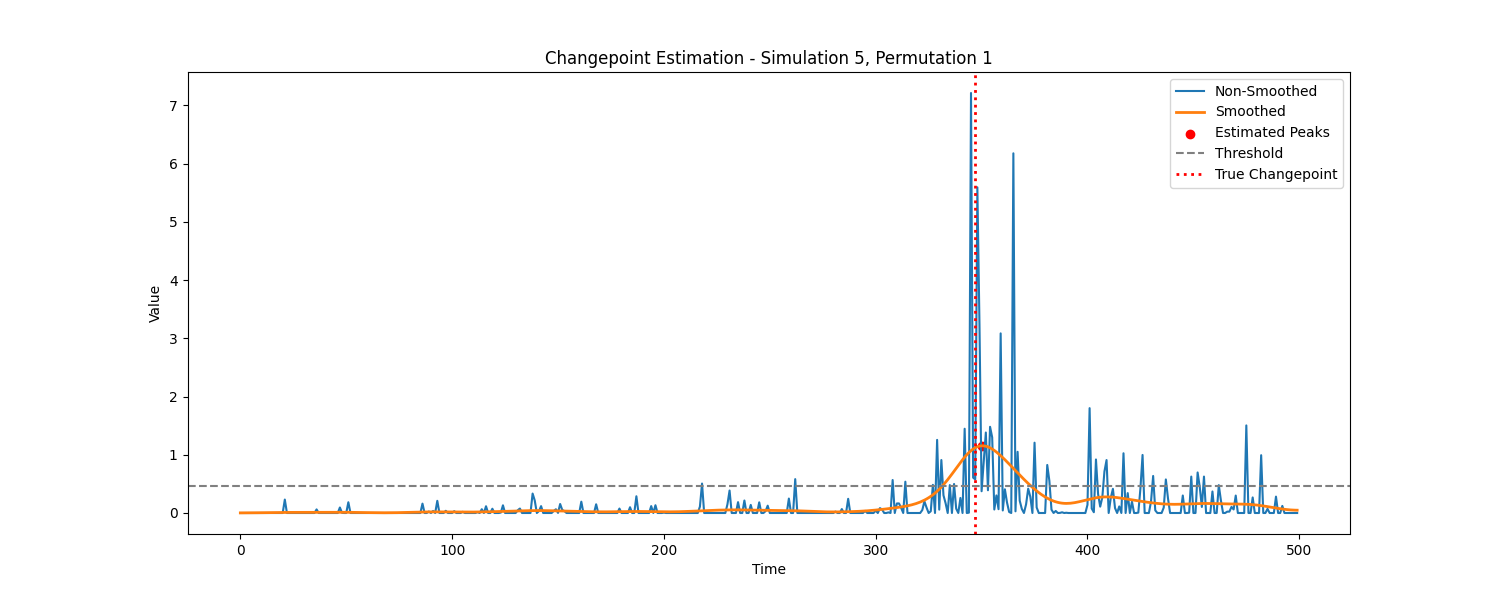 Changepoint Estimation - Simulation 5, Permutation 1
Non-Smoothed
Smoothed
Estimated Peaks
Threshold
True Changepoint
Value
7
6
5
4
3
2
1
0
0 100 200 300 400 500
Time